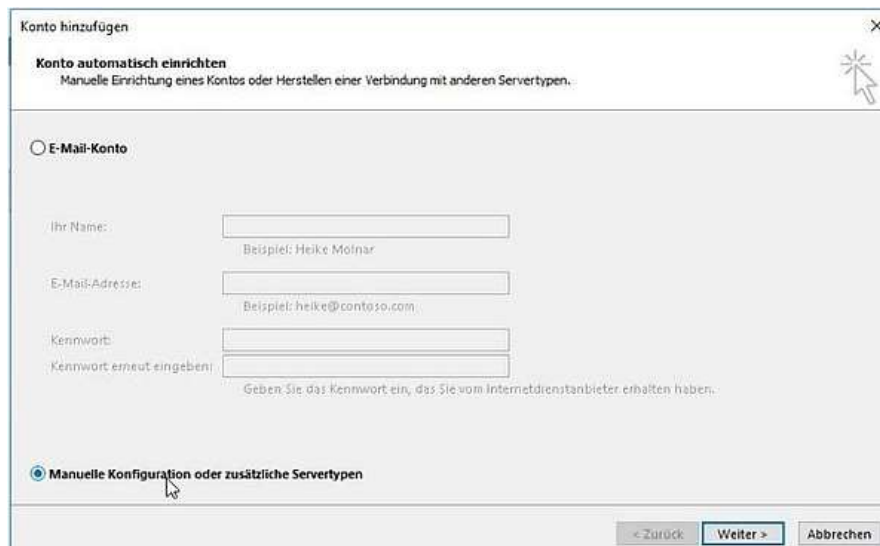 Konto hinzufügen
Konto automatisch einrichten
Manuelle Einrichtung eines Kontos oder Herstellen einer Verbindung mit anderen Servertypen.
E-Mail-Konto
Ihr Name:
Beispiel: Heike Molnar
E-Mail-Adresse:
Beispiel: heike@contoso.com
Kennwort:
Kennwort erneut eingeben:
Geben Sie das Kennwort ein, das Sie vom Internetdienstanbieter erhalten haben.
Manuelle Konfiguration oder zusätzliche Servertypen
< Zurück Weiter > Abbrechen